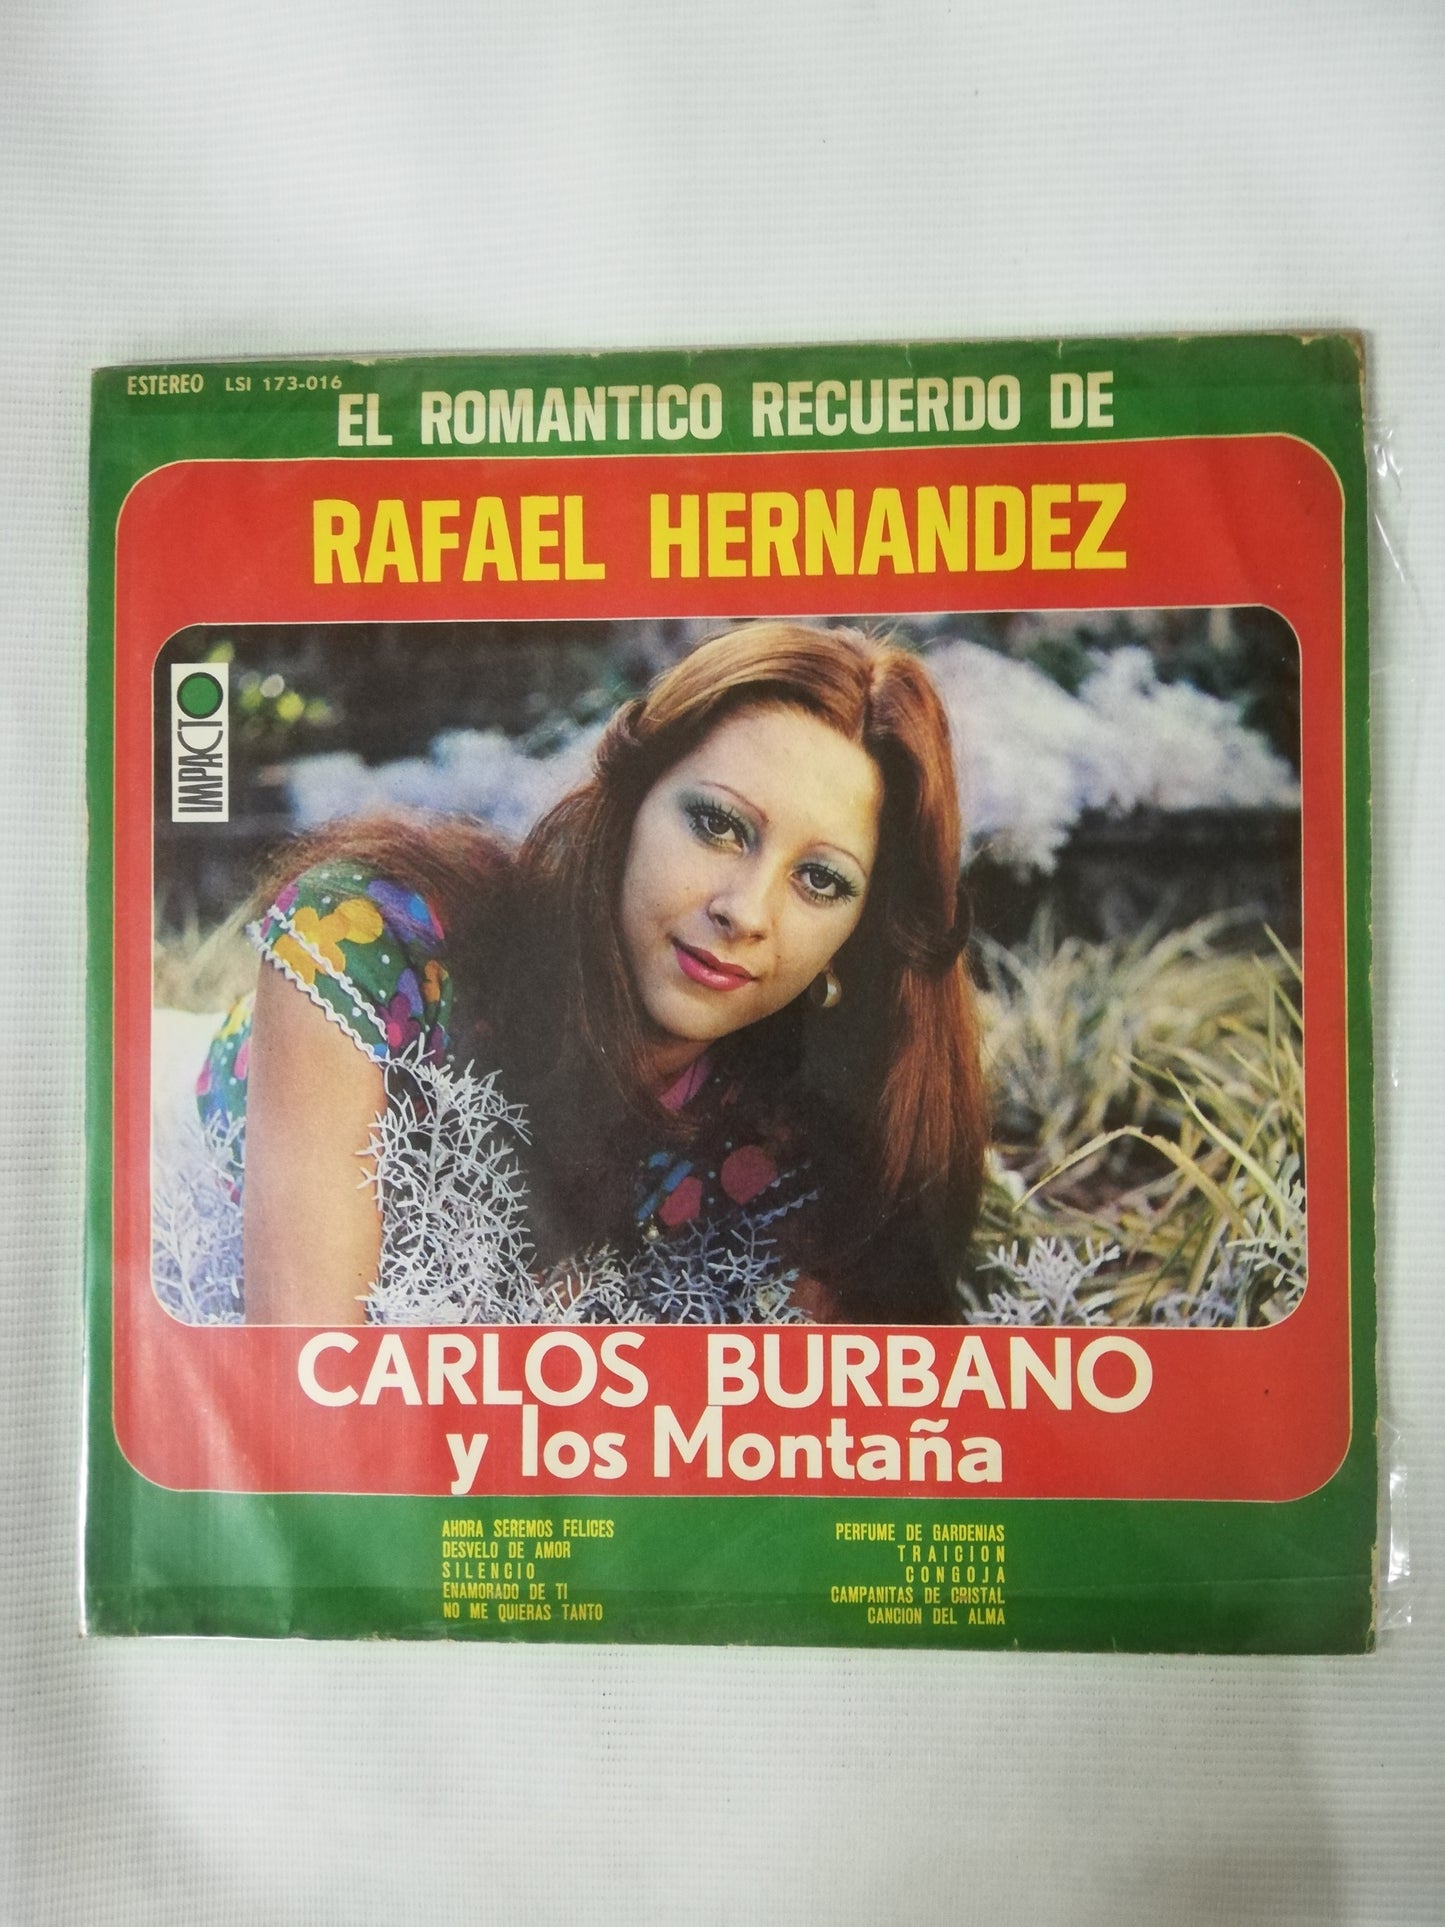 ESTEREO LSI 173-016
EL ROMANTICO RECUERDO DE
RAFAEL HERNANDEZ
IMPACTO
CARLOS BURBANO
y los Montaña
AHORA SEREMOS FELICES
DESVELO DE AMOR
SILENCIO
ENAMORADO DE TI
NO ME QUIERAS TANTO
PERFUME DE GARDENIAS
TRAICION
CONGOJA
CAMPANITAS DE CRISTAL
CANCION DEL ALMA